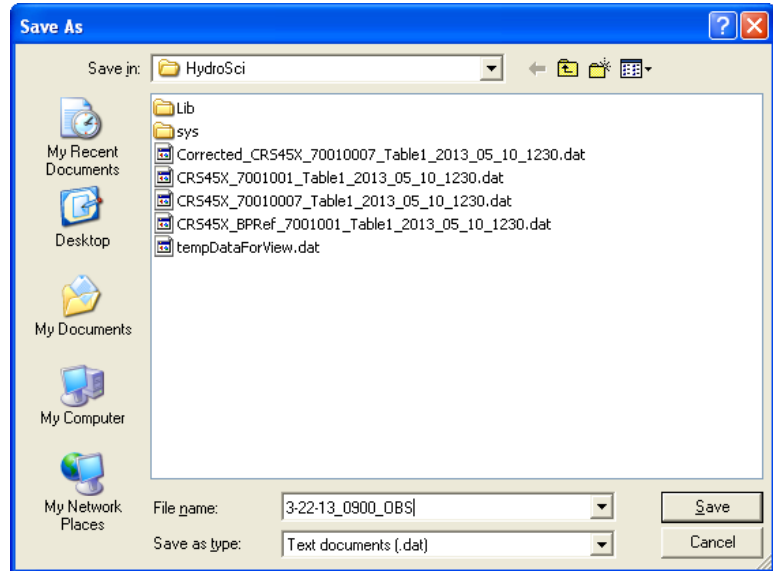 Save As
Save in:
HydroSci
My Recent
Documents
Desktop
My Documents
My Computer
My Network
Places
Lib
sys
Corrected_CRS45X_70010007_Table1_2013_05_10_1230.dat
CRS45X_7001001_Table1_2013_05_10_1230.dat
CRS45X_70010007_Table1_2013_05_10_1230.dat
CRS45X_BPRef_7001001_Table1_2013_05_10_1230.dat
tempDataForView.dat
File name:
3-22-13_0900_OBS
Save
Save as type:
Text documents (.dat)
Cancel